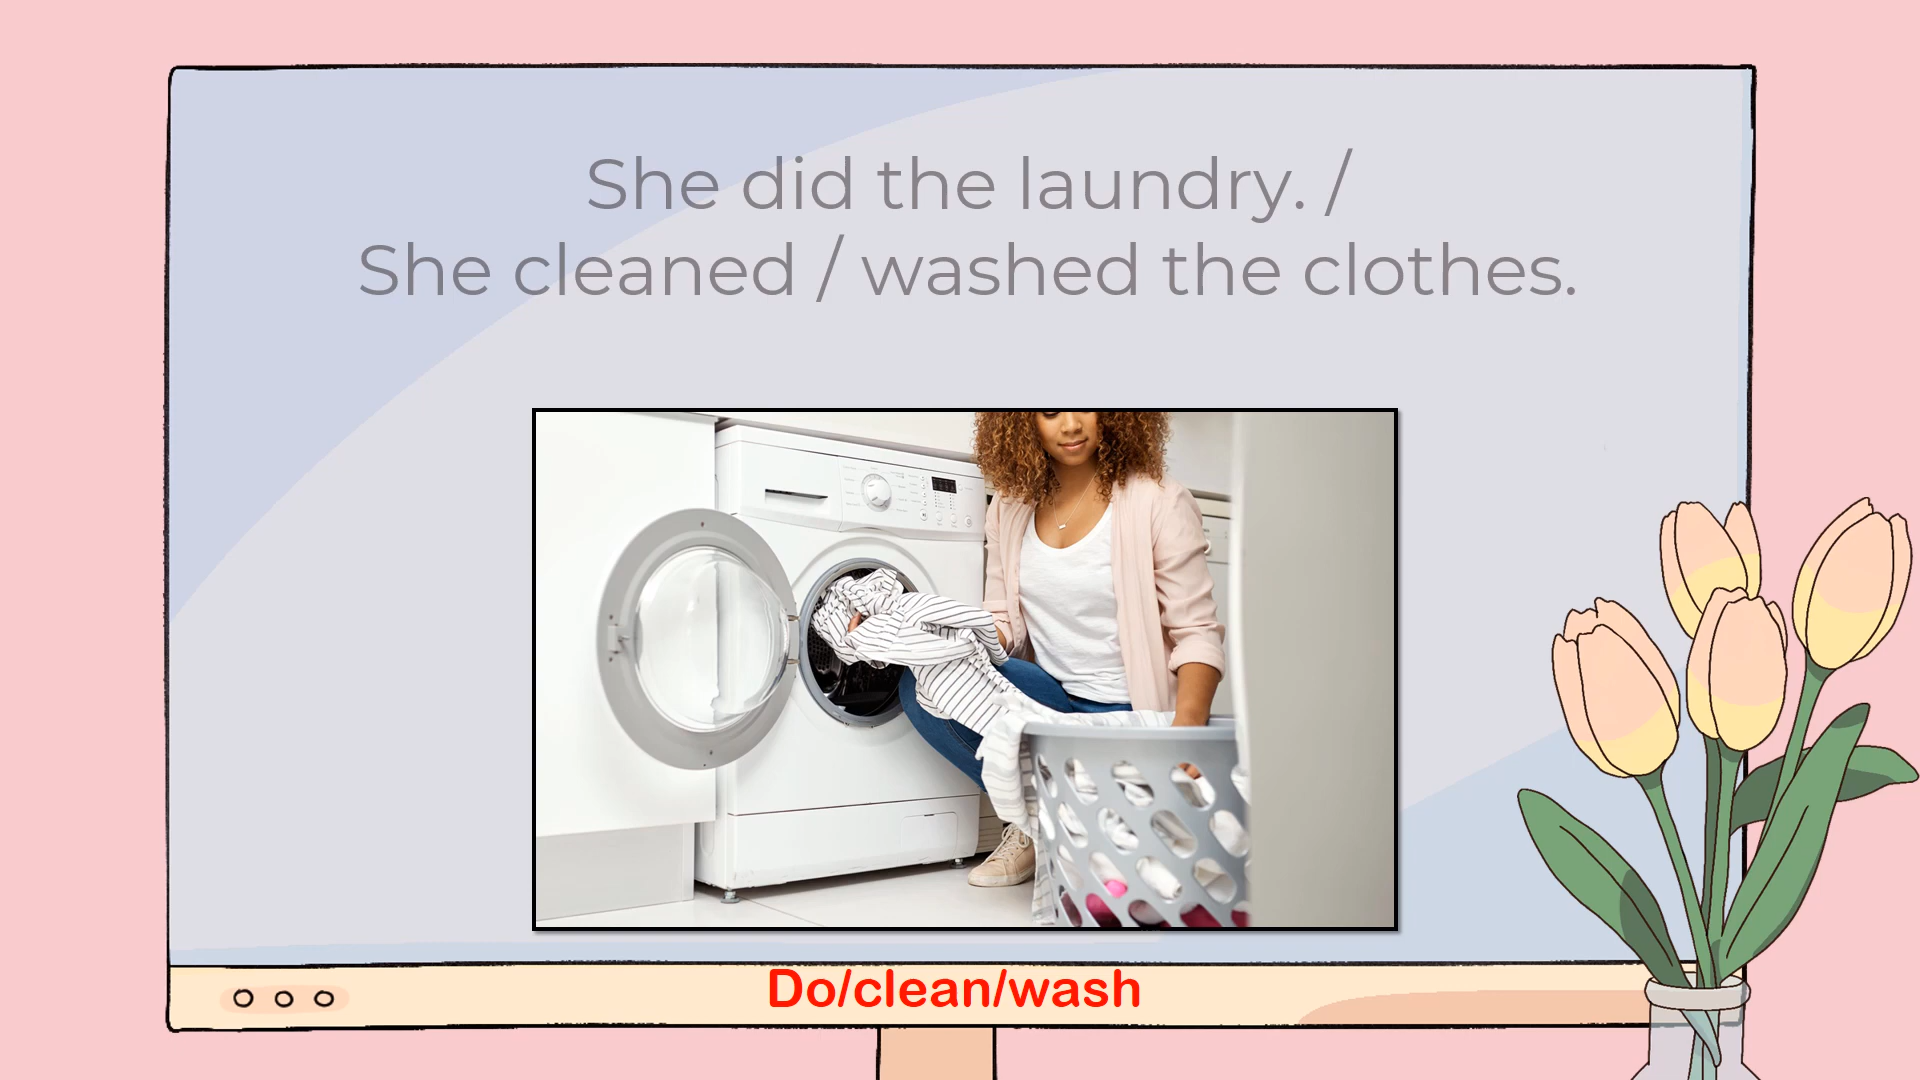 She did the laundry. /
She cleaned / washed the clothes.
Do/clean/wash